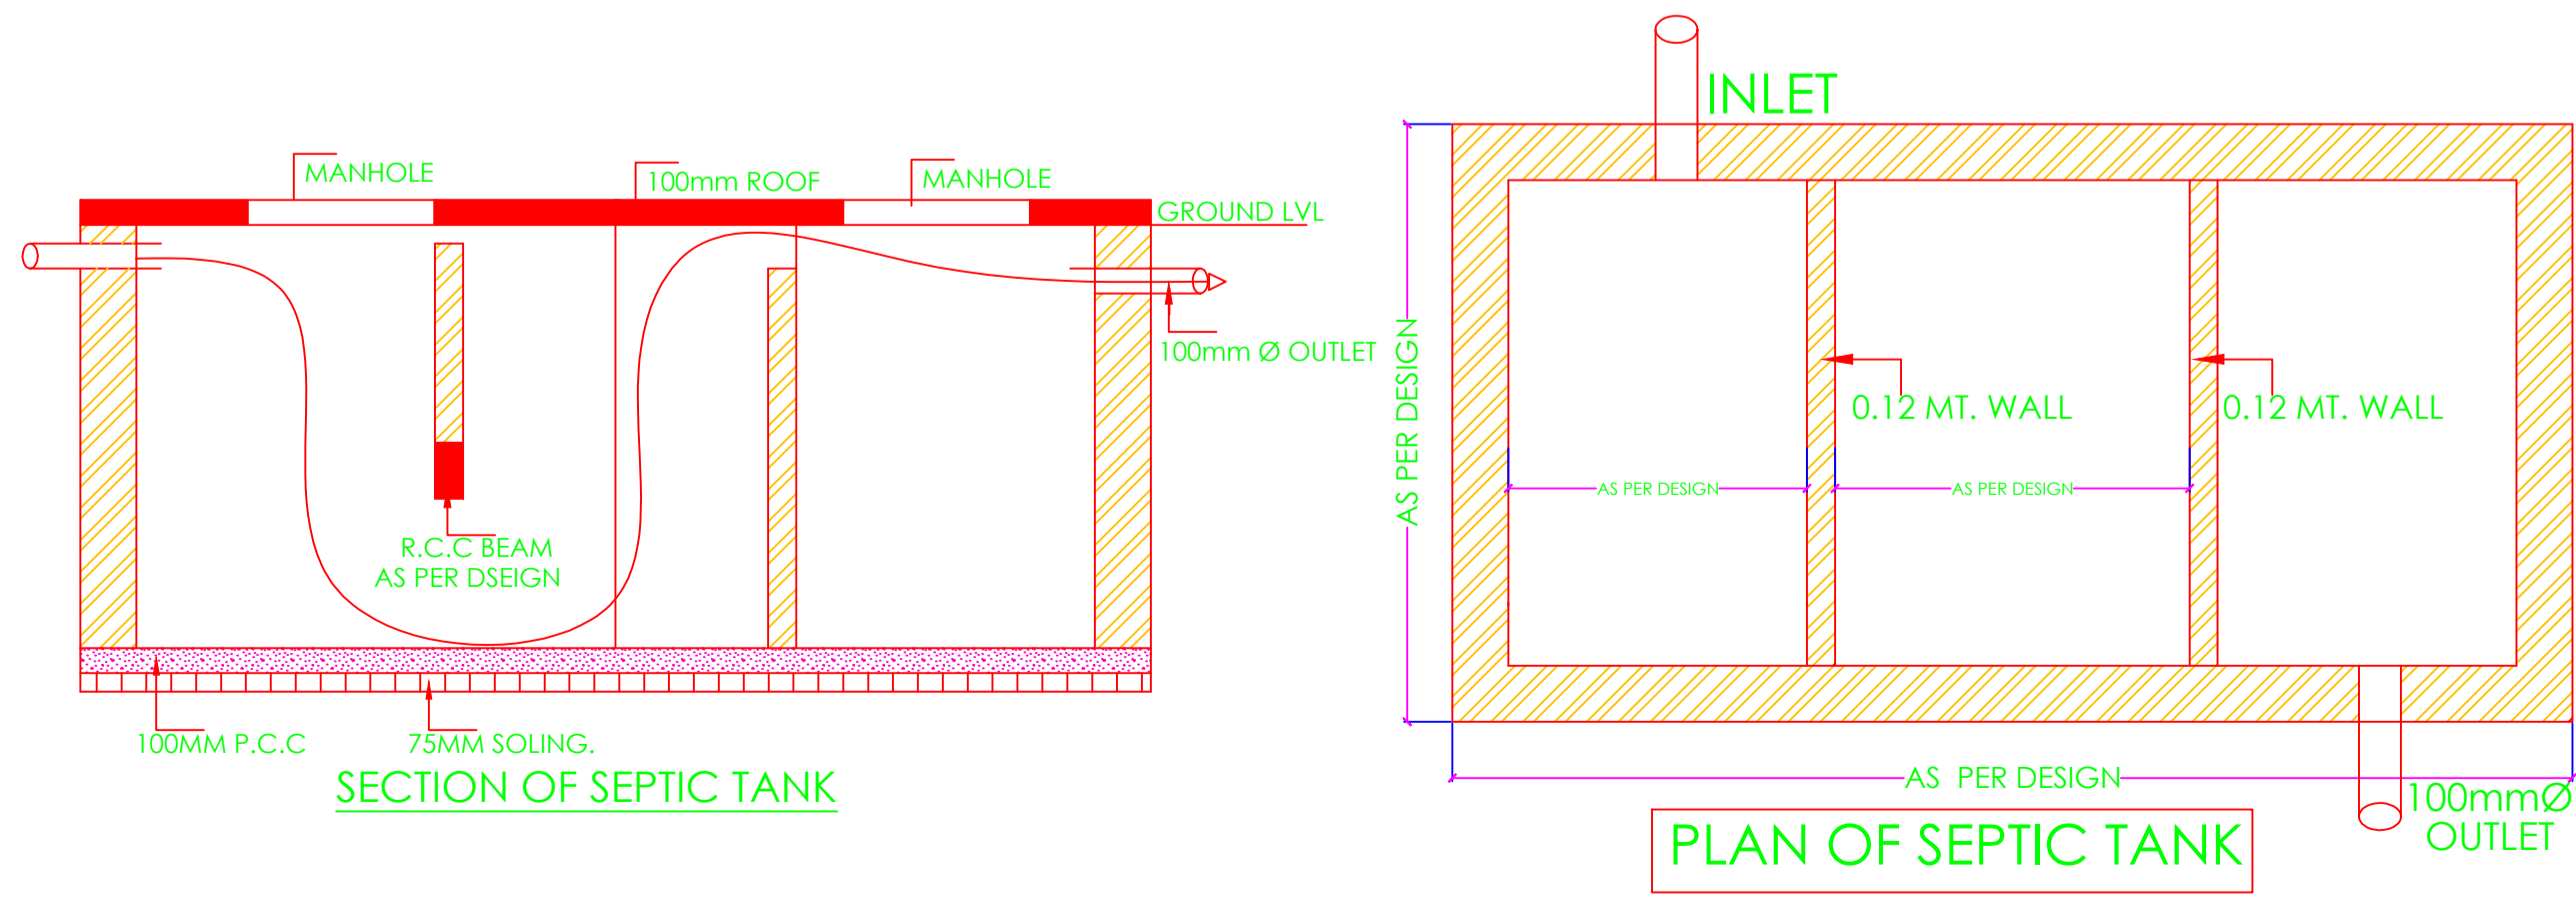 MANHOLE
100mm ROOF
MANHOLE
GROUND LVL
100mm Ø OUTLET
R.C.C BEAM
AS PER DSEIGN
100MM P.C.C
75MM SOLING.
SECTION OF SEPTIC TANK
INLET
AS PER DESIGN
0.12 MT. WALL
0.12 MT. WALL
AS PER DESIGN
AS PER DESIGN
AS PER DESIGN
100mmØ
OUTLET
PLAN OF SEPTIC TANK